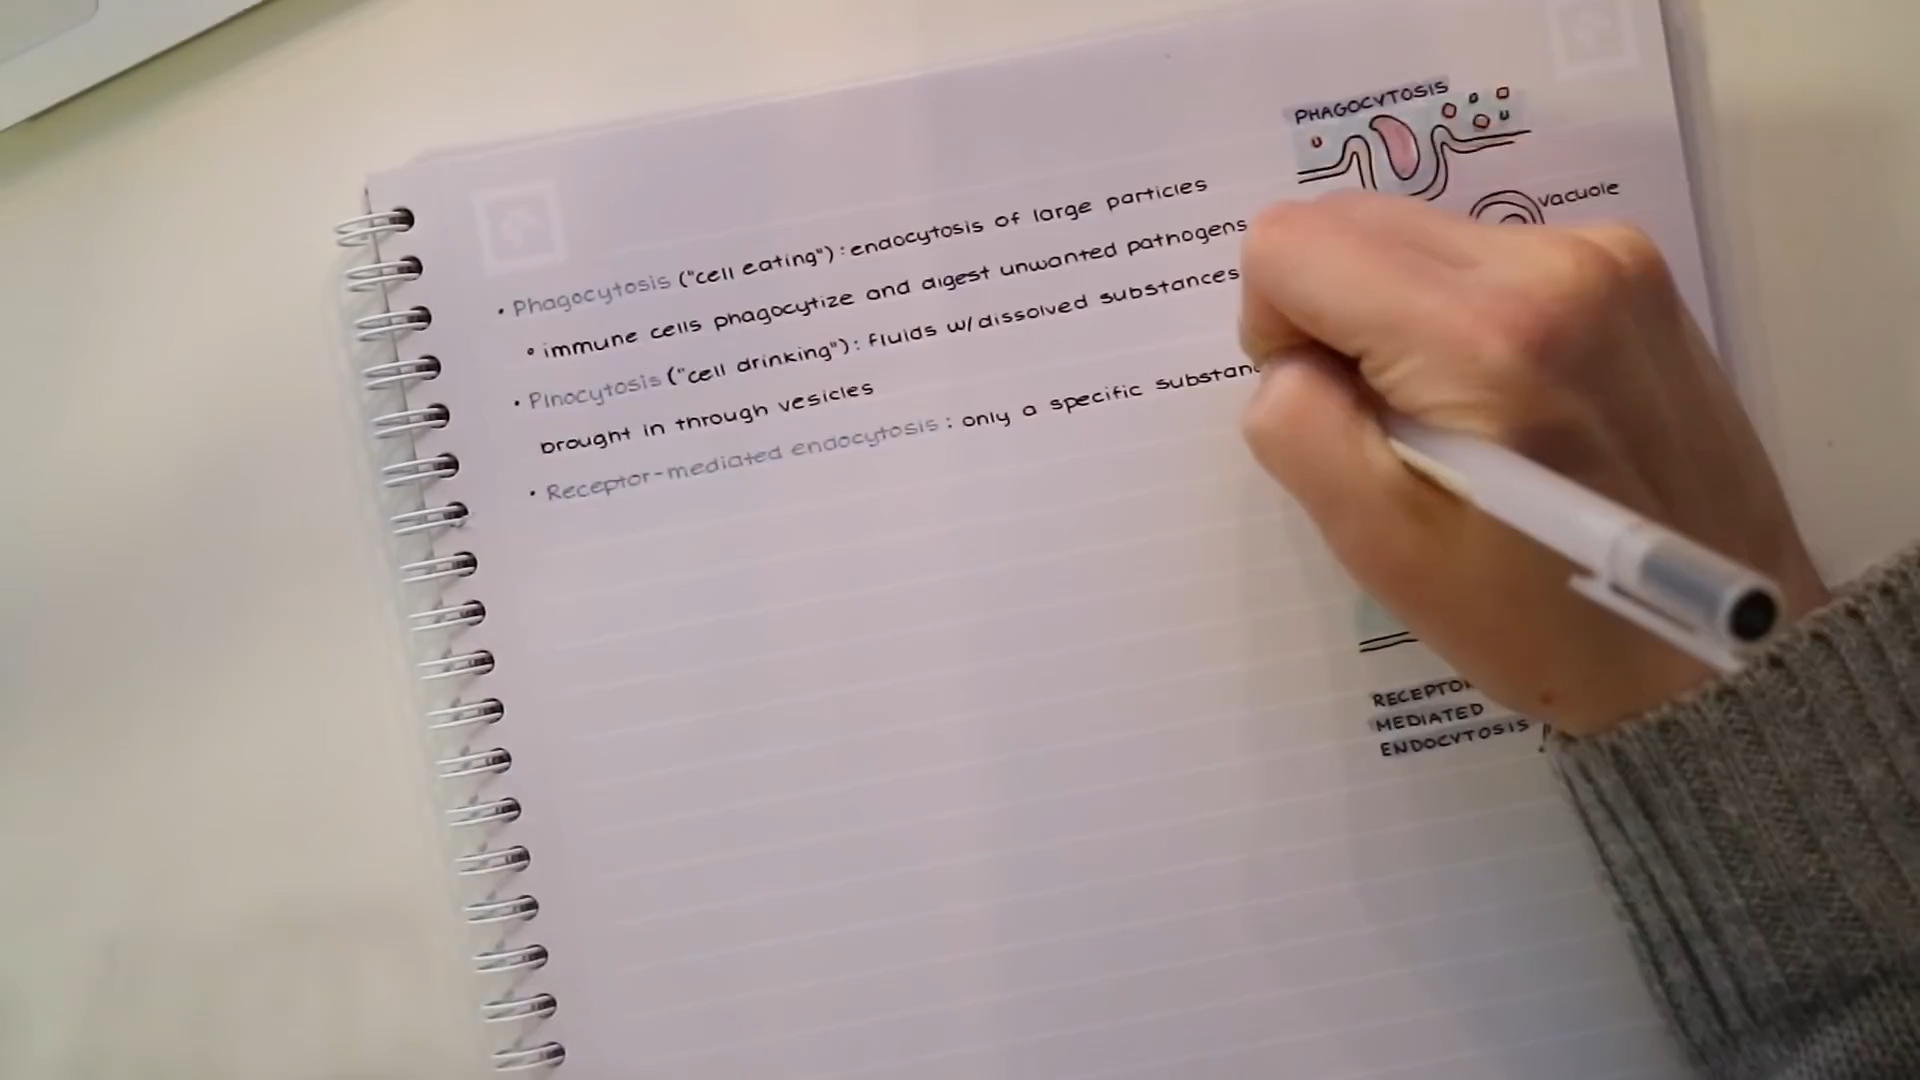 • Phagocytosis ("cell eating"): endocytosis of large particles
◦ immune cells phagocytize and digest unwanted pathogens
• Pinocytosis ("cell drinking"): fluids w/dissolved substances
brought in through vesicles
• Receptor-mediated endocytosis: only a specific
PHAGOCYTOSIS
vacuole
MEDIATED
ENDOCYTOSIS